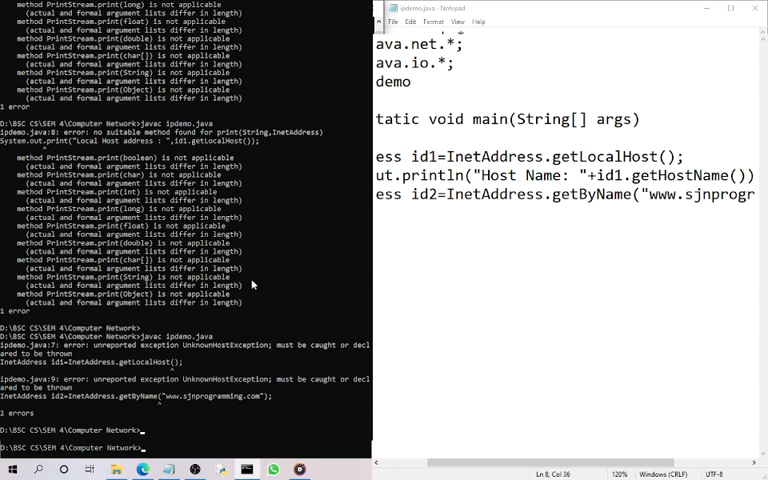 method PrintStream.print(long) is not applicable
(actual and formal argument lists differ in length)
method PrintStream.print(float) is not applicable
(actual and formal argument lists differ in length)
method PrintStream.print(double) is not applicable
(actual and formal argument lists differ in length)
method PrintStream.print(char[]) is not applicable
(actual and formal argument lists differ in length)
method PrintStream.print(String) is not applicable
(actual and formal argument lists differ in length)
method PrintStream.print(Object) is not applicable
(actual and formal argument lists differ in length)
1 error
D:\BSC CS\SEM 4\Computer Network>javac ipdemo.java
ipdemo.java:8: error: no suitable method found for print(String,InetAddress)
System.out.print("Local Host address : ",id1.getLocalHost());
^
method PrintStream.print(boolean) is not applicable
(actual and formal argument lists differ in length)
method PrintStream.print(char) is not applicable
(actual and formal argument lists differ in length)
method PrintStream.print(int) is not applicable
(actual and formal argument lists differ in length)
method PrintStream.print(long) is not applicable
(actual and formal argument lists differ in length)
method PrintStream.print(float) is not applicable
(actual and formal argument lists differ in length)
method PrintStream.print(double) is not applicable
(actual and formal argument lists differ in length)
method PrintStream.print(char[]) is not applicable
(actual and formal argument lists differ in length)
method PrintStream.print(String) is not applicable
(actual and formal argument lists differ in length)
method PrintStream.print(Object) is not applicable
(actual and formal argument lists differ in length)
1 error
D:\BSC CS\SEM 4\Computer Network>
D:\BSC CS\SEM 4\Computer Network>javac ipdemo.java
ipdemo.java:7: error: unreported exception UnknownHostException; must be caught or decl
ared to be thrown
InetAddress id1=InetAddress.getLocalHost();
^
ipdemo.java:9: error: unreported exception UnknownHostException; must be caught or decl
ared to be thrown
InetAddress id2=InetAddress.getByName("www.sjnprogramming.com");
^
2 errors
D:\BSC CS\SEM 4\Computer Network>
D:\BSC CS\SEM 4\Computer Network>
ipdemo.java - Notepad
File Edit Format View Help
ava.net.*;
ava.io.*;
demo
tatic void main(String[] args)
ess id1=InetAddress.getLocalHost();
ut.println("Host Name: "+id1.getHostName())
ess id2=InetAddress.getByName("www.sjnprogr
Ln 8, Col 36 120% Windows (CRLF) UTF-8